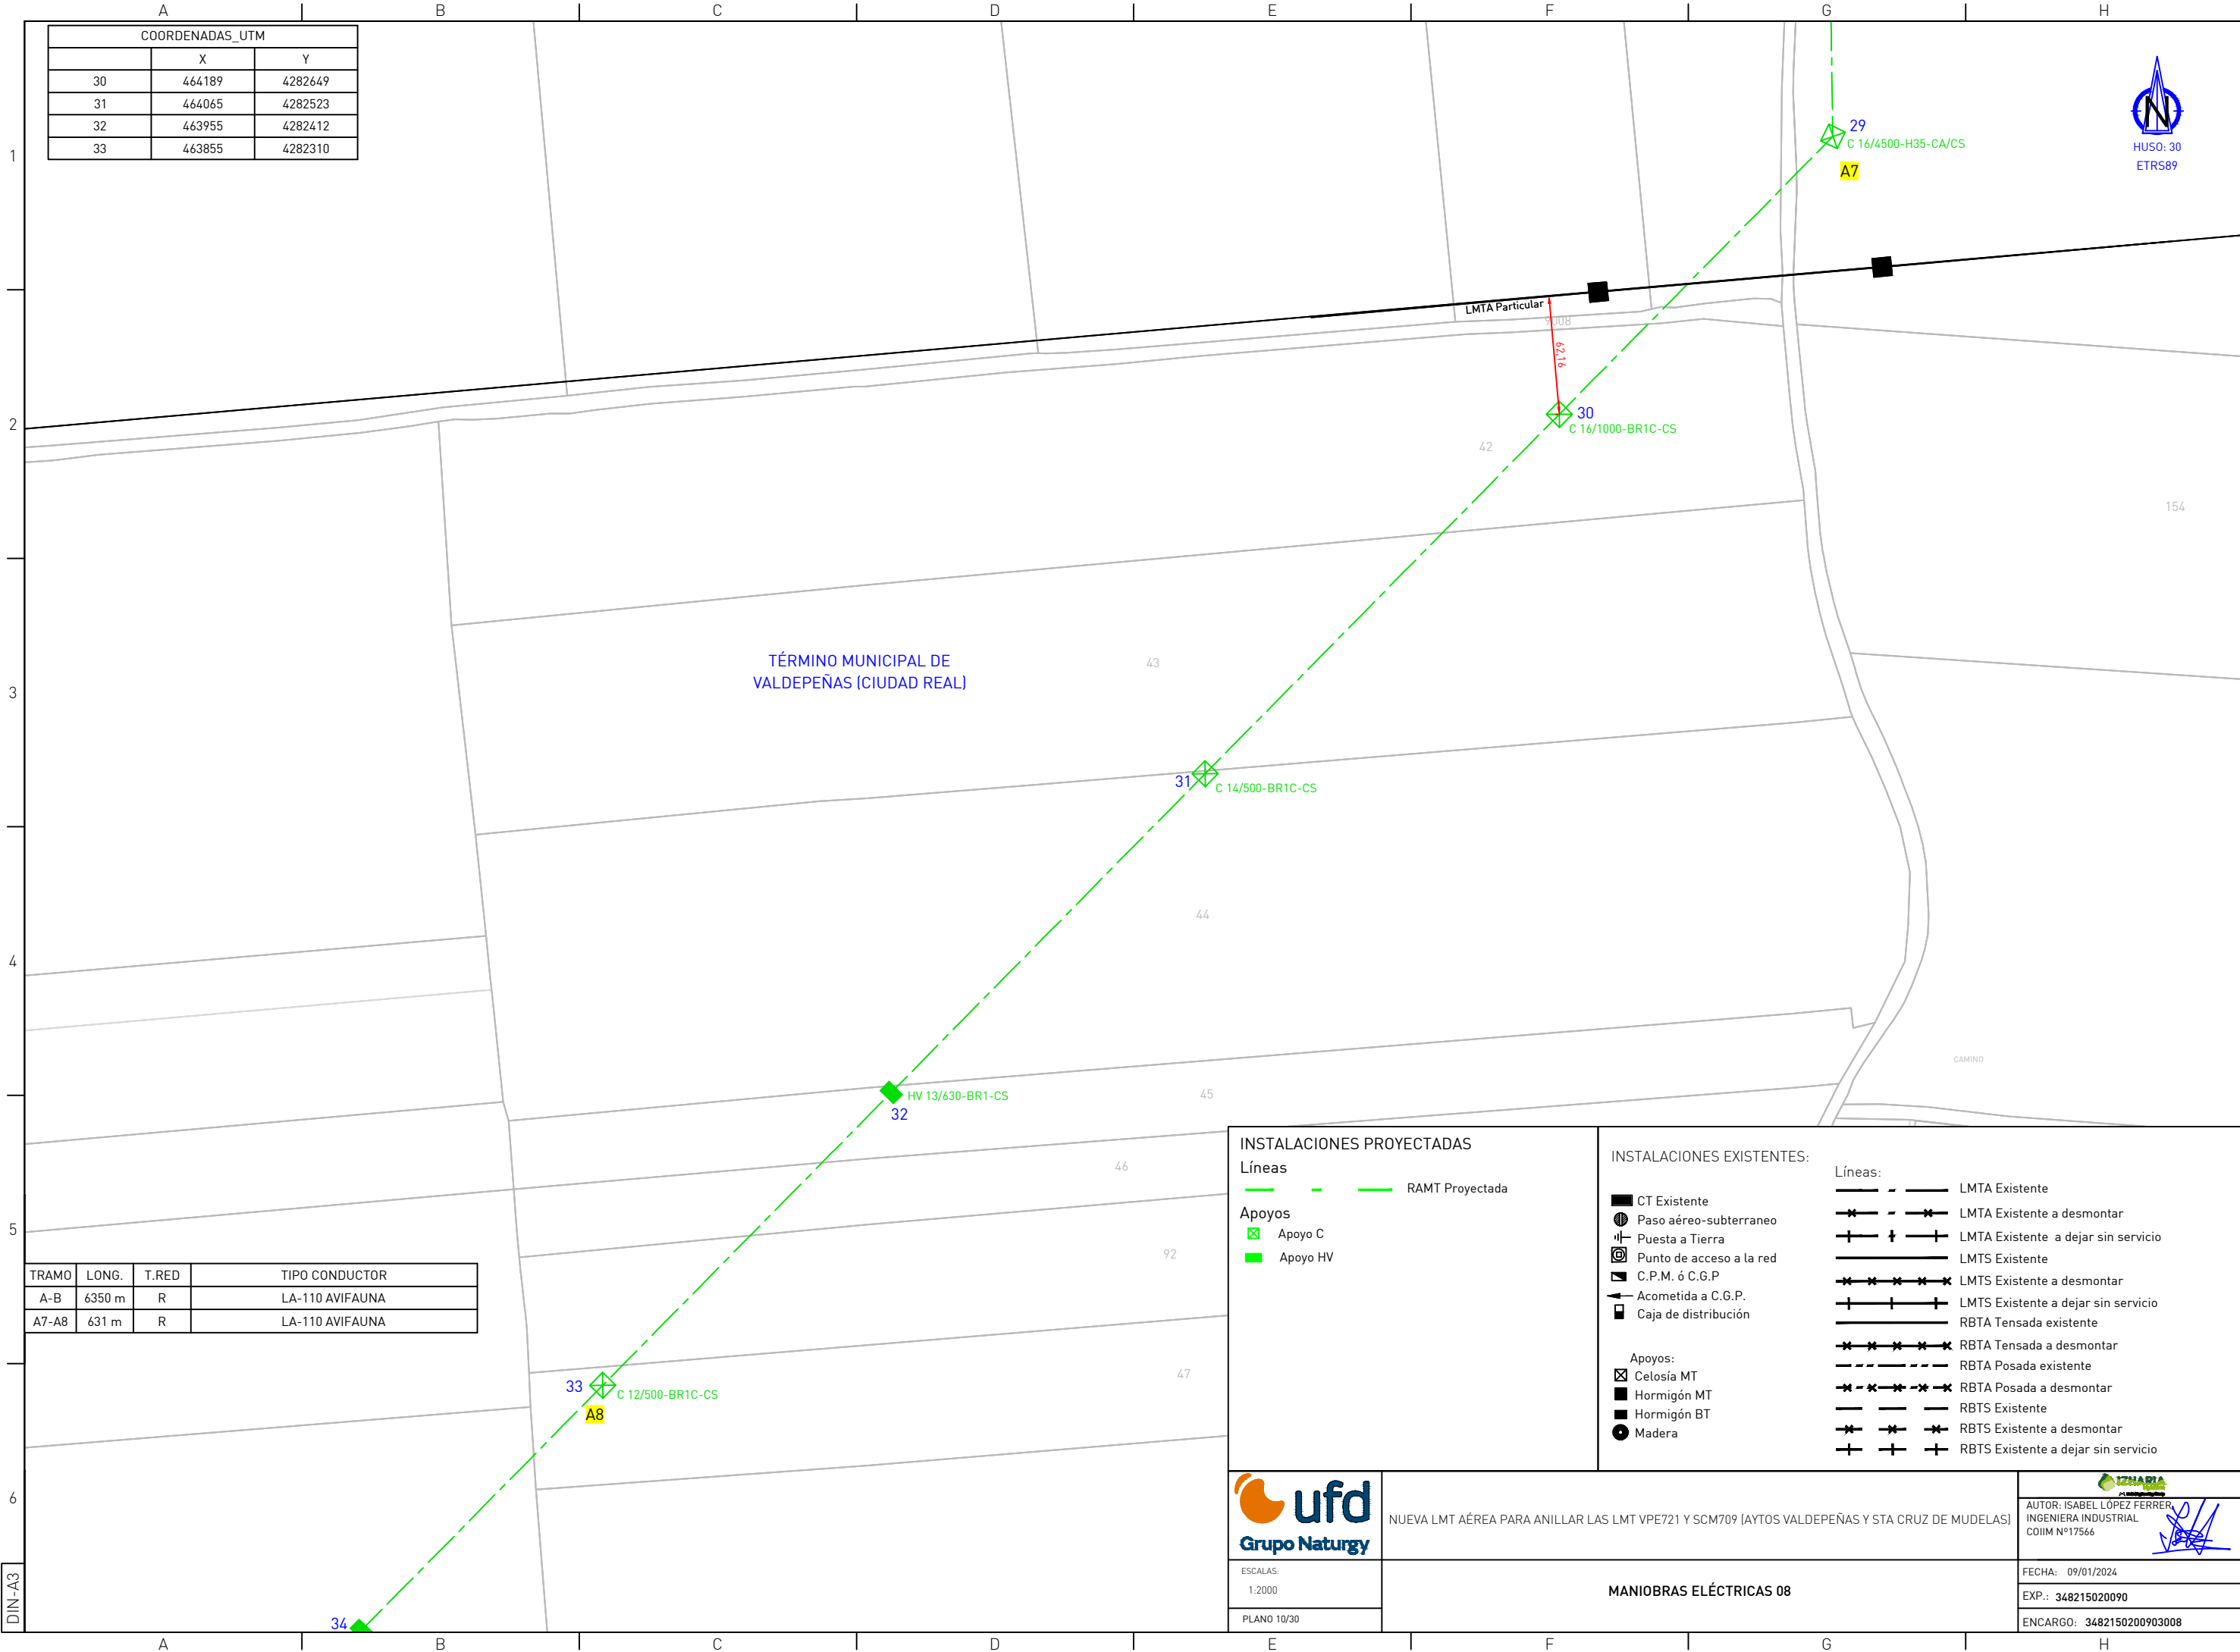 A B C D E F G H
COORDENADAS_UTM
X Y
30 464189 4282649
31 464065 4282523
32 463955 4282412
33 463855 4282310
1
2
3
4
5
6
DIN-A3
29
C 16/4500-H35-CA/CS
A7
N
HUSO: 30
ETRS89
LMTA Particular
9008
62,16
30
C 16/1000-BR1C-CS
42
154
TÉRMINO MUNICIPAL DE
VALDEPEÑAS (CIUDAD REAL)
43
31
C 14/500-BR1C-CS
44
CAMINO
HV 13/630-BR1-CS
32
45
46
92
47
33
C 12/500-BR1C-CS
A8
34
TRAMO LONG. T.RED TIPO CONDUCTOR
A-B 6350 m R LA-110 AVIFAUNA
A7-A8 631 m R LA-110 AVIFAUNA
INSTALACIONES PROYECTADAS
Líneas
RAMT Proyectada
Apoyos
Apoyo C
Apoyo HV
INSTALACIONES EXISTENTES:
CT Existente
Paso aéreo-subterraneo
Puesta a Tierra
Punto de acceso a la red
C.P.M. ó C.G.P
Acometida a C.G.P.
Caja de distribución
Apoyos:
Celosía MT
Hormigón MT
Hormigón BT
Madera
Líneas:
LMTA Existente
LMTA Existente a desmontar
LMTA Existente a dejar sin servicio
LMTS Existente
LMTS Existente a desmontar
LMTS Existente a dejar sin servicio
RBTA Tensada existente
RBTA Tensada a desmontar
RBTA Posada existente
RBTA Posada a desmontar
RBTS Existente
RBTS Existente a desmontar
RBTS Existente a dejar sin servicio
ufd
Grupo Naturgy
NUEVA LMT AÉREA PARA ANILLAR LAS LMT VPE721 Y SCM709 (AYTOS VALDEPEÑAS Y STA CRUZ DE MUDELAS)
IZHARIA
AUTOR: ISABEL LÓPEZ FERRER
INGENIERA INDUSTRIAL
COIIM Nº17566
ESCALAS:
1:2000
PLANO 10/30
MANIOBRAS ELÉCTRICAS 08
FECHA: 09/01/2024
EXP.: 348215020090
ENCARGO: 3482150200903008
A B C D E F G H